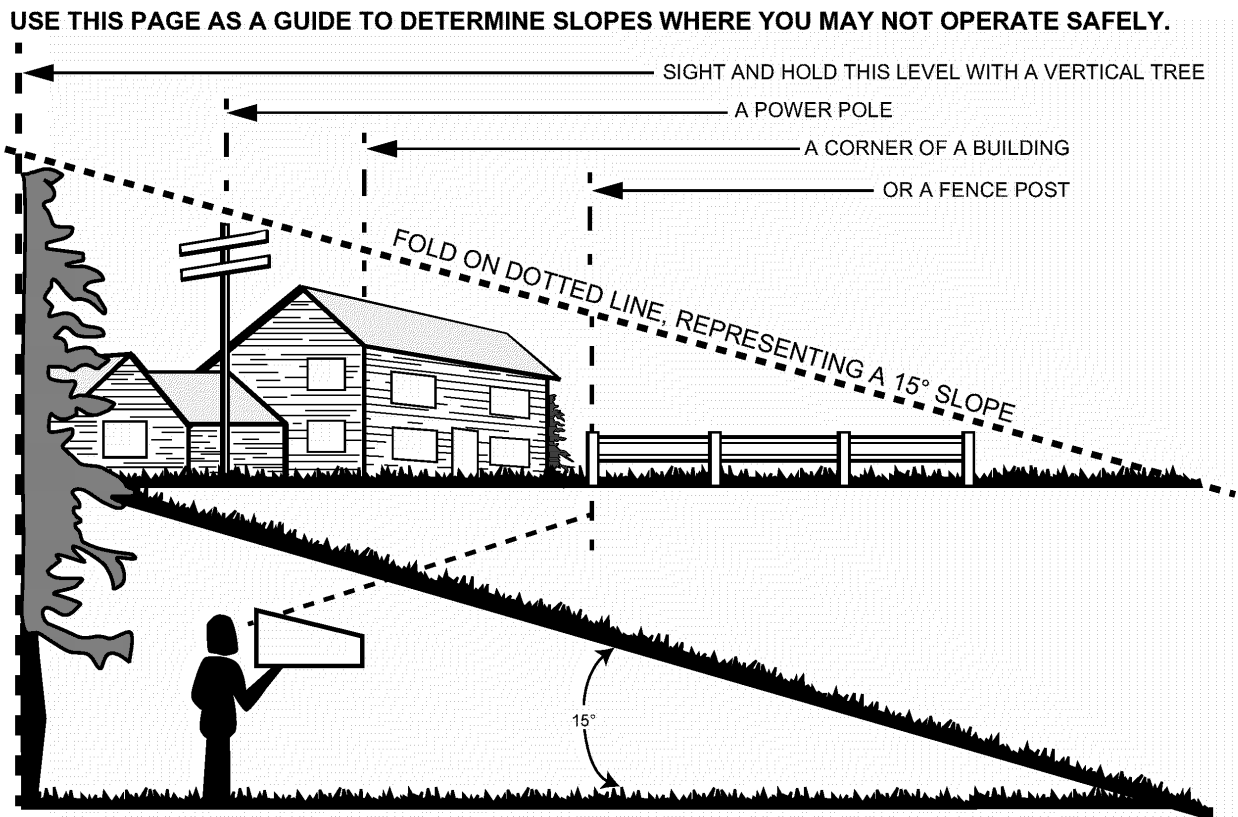 USE THIS PAGE AS A GUIDE TO DETERMINE SLOPES WHERE YOU MAY NOT OPERATE SAFELY.
SIGHT AND HOLD THIS LEVEL WITH A VERTICAL TREE
A POWER POLE
A CORNER OF A BUILDING
OR A FENCE POST
FOLD ON DOTTED LINE, REPRESENTING A 15° SLOPE
15°